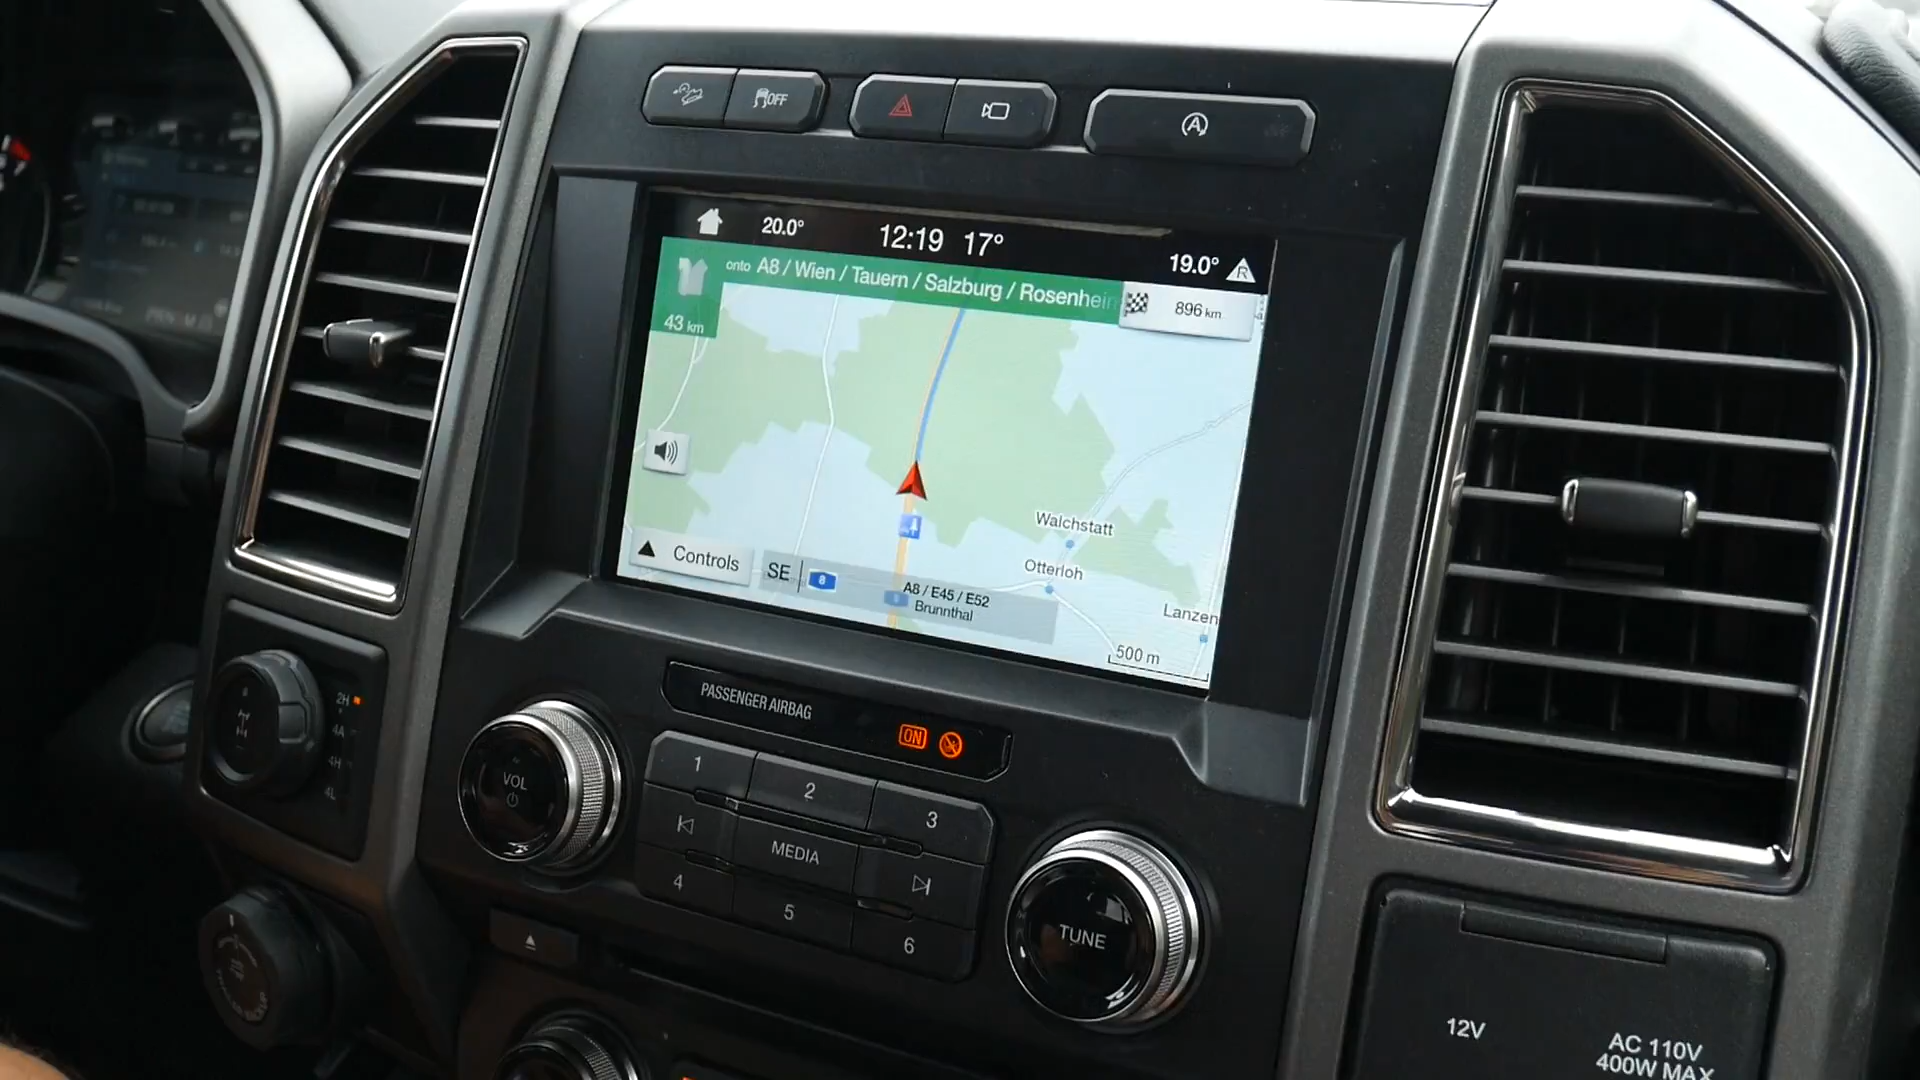 OFF
A
20.0°
12:19 17°
19.0°
R
onto A8 / Wien / Tauern / Salzburg / Rosenheim
43 km
896 km
Walchstatt
Otterloh
Lanzen
Controls
SE
8
A8 / E45 / E52
Brunnthal
500 m
PASSENGER AIRBAG
ON
2H
4A
4H
4L
VOL
1
2
3
MEDIA
4
5
6
TUNE
12V
AC 110V
400W MAX